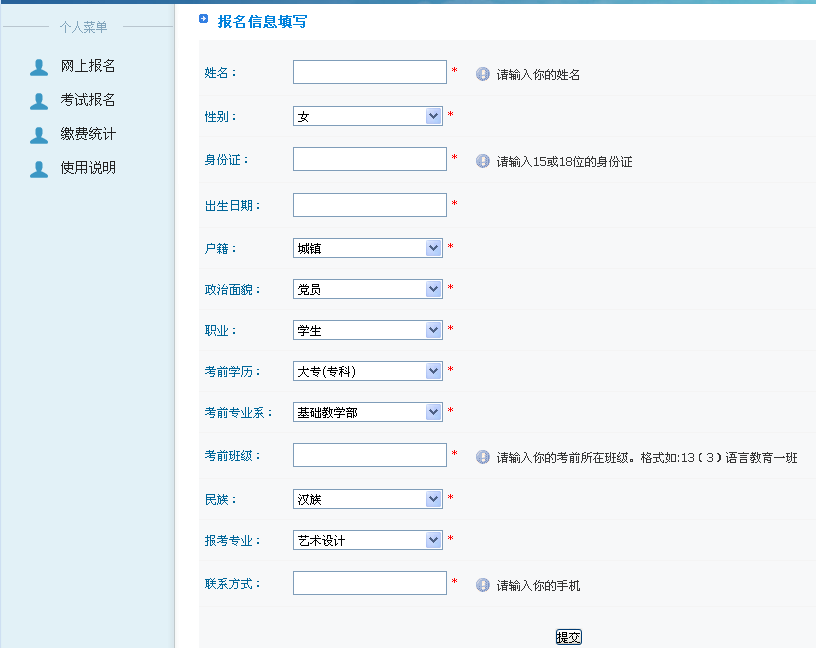 个人菜单
网上报名
考试报名
缴费统计
使用说明
报名信息填写
姓名： * 请输入你的姓名
性别： 女 *
身份证： * 请输入15或18位的身份证
出生日期： *
户籍： 城镇 *
政治面貌： 党员 *
职业： 学生 *
考前学历： 大专(专科) *
考前专业系： 基础教学部 *
考前班级： * 请输入你的考前所在班级。格式如:13（3）语言教育一班
民族： 汉族 *
报考专业： 艺术设计 *
联系方式： * 请输入你的手机
提交